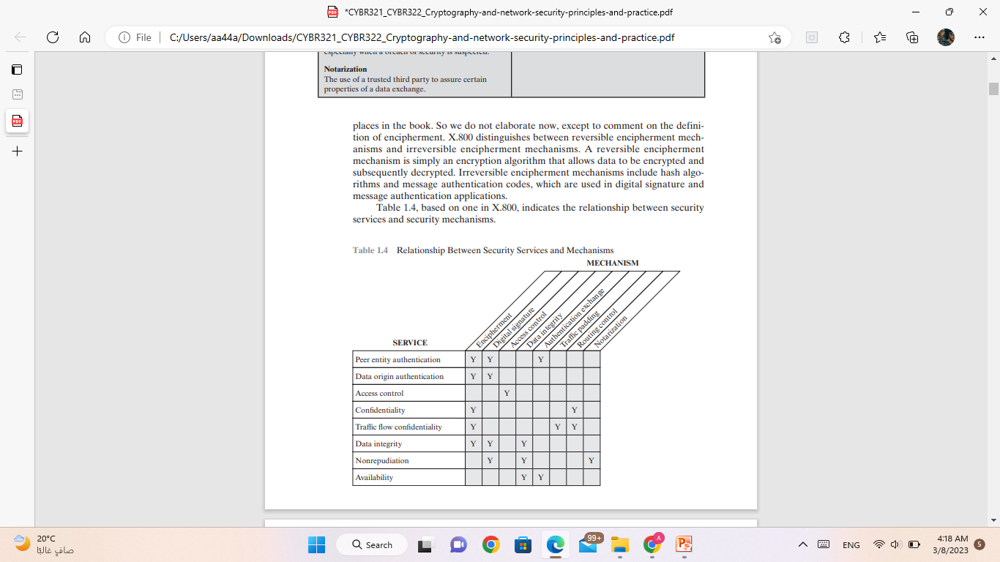 *CYBR321_CYBR322_Cryptography-and-network-security-principles-and-practice.pdf
File C:/Users/aa44a/Downloads/CYBR321_CYBR322_Cryptography-and-network-security-principles-and-practice.pdf
especially when a breach of security is suspected.
Notarization
The use of a trusted third party to assure certain
properties of a data exchange.
places in the book. So we do not elaborate now, except to comment on the defini-
tion of encipherment. X.800 distinguishes between reversible encipherment mech-
anisms and irreversible encipherment mechanisms. A reversible encipherment
mechanism is simply an encryption algorithm that allows data to be encrypted and
subsequently decrypted. Irreversible encipherment mechanisms include hash algo-
rithms and message authentication codes, which are used in digital signature and
message authentication applications.
Table 1.4, based on one in X.800, indicates the relationship between security
services and security mechanisms.
Table 1.4 Relationship Between Security Services and Mechanisms
MECHANISM
Encipherment
Digital signature
Access control
Data integrity
Authentication exchange
Traffic padding
Routing control
Notarization
SERVICE
Peer entity authentication Y Y Y
Data origin authentication Y Y
Access control Y
Confidentiality Y Y
Traffic flow confidentiality Y Y Y
Data integrity Y Y Y
Nonrepudiation Y Y Y
Availability Y Y
20°C
صافٍ غالبًا
Search
99+
A
ENG
4:18 AM
3/8/2023
5